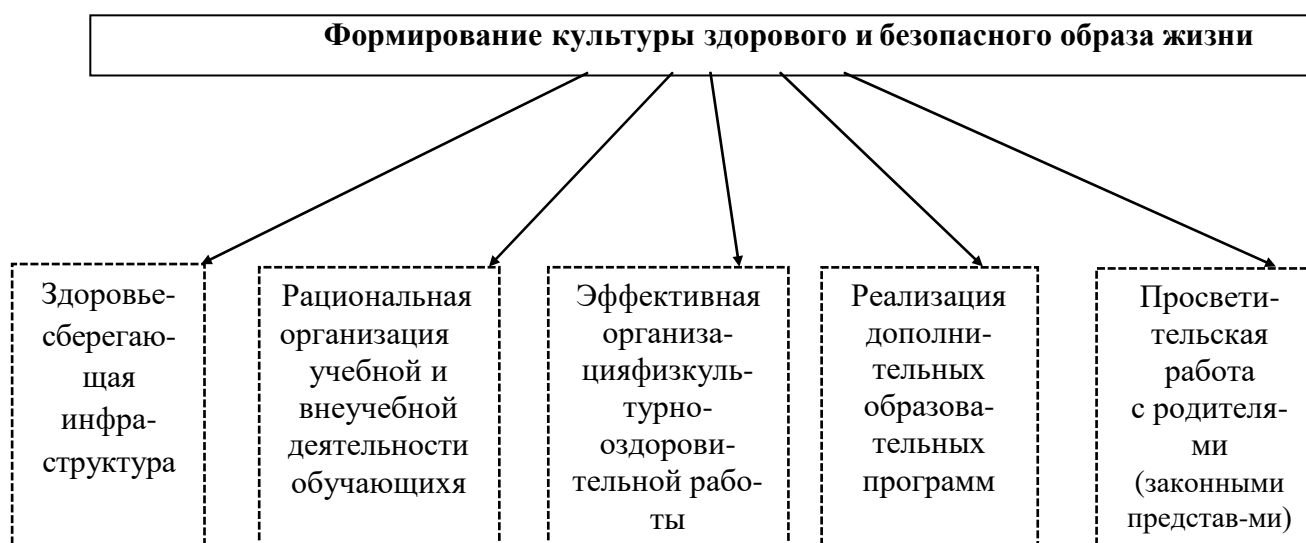 Формирование культуры здорового и безопасного образа жизни
Здоровье-
сберегаю-
щая
инфра-
структура
Рациональная
организация
учебной и
внеучебной
деятельности
обучающихя
Эффективная
организа-
цияфизкуль-
турно-
оздорови-
тельной рабо-
ты
Реализация
дополни-
тельных
образова-
тельных
программ
Просвети-
тельская
работа
с родителя-
ми
(законными
представ-ми)